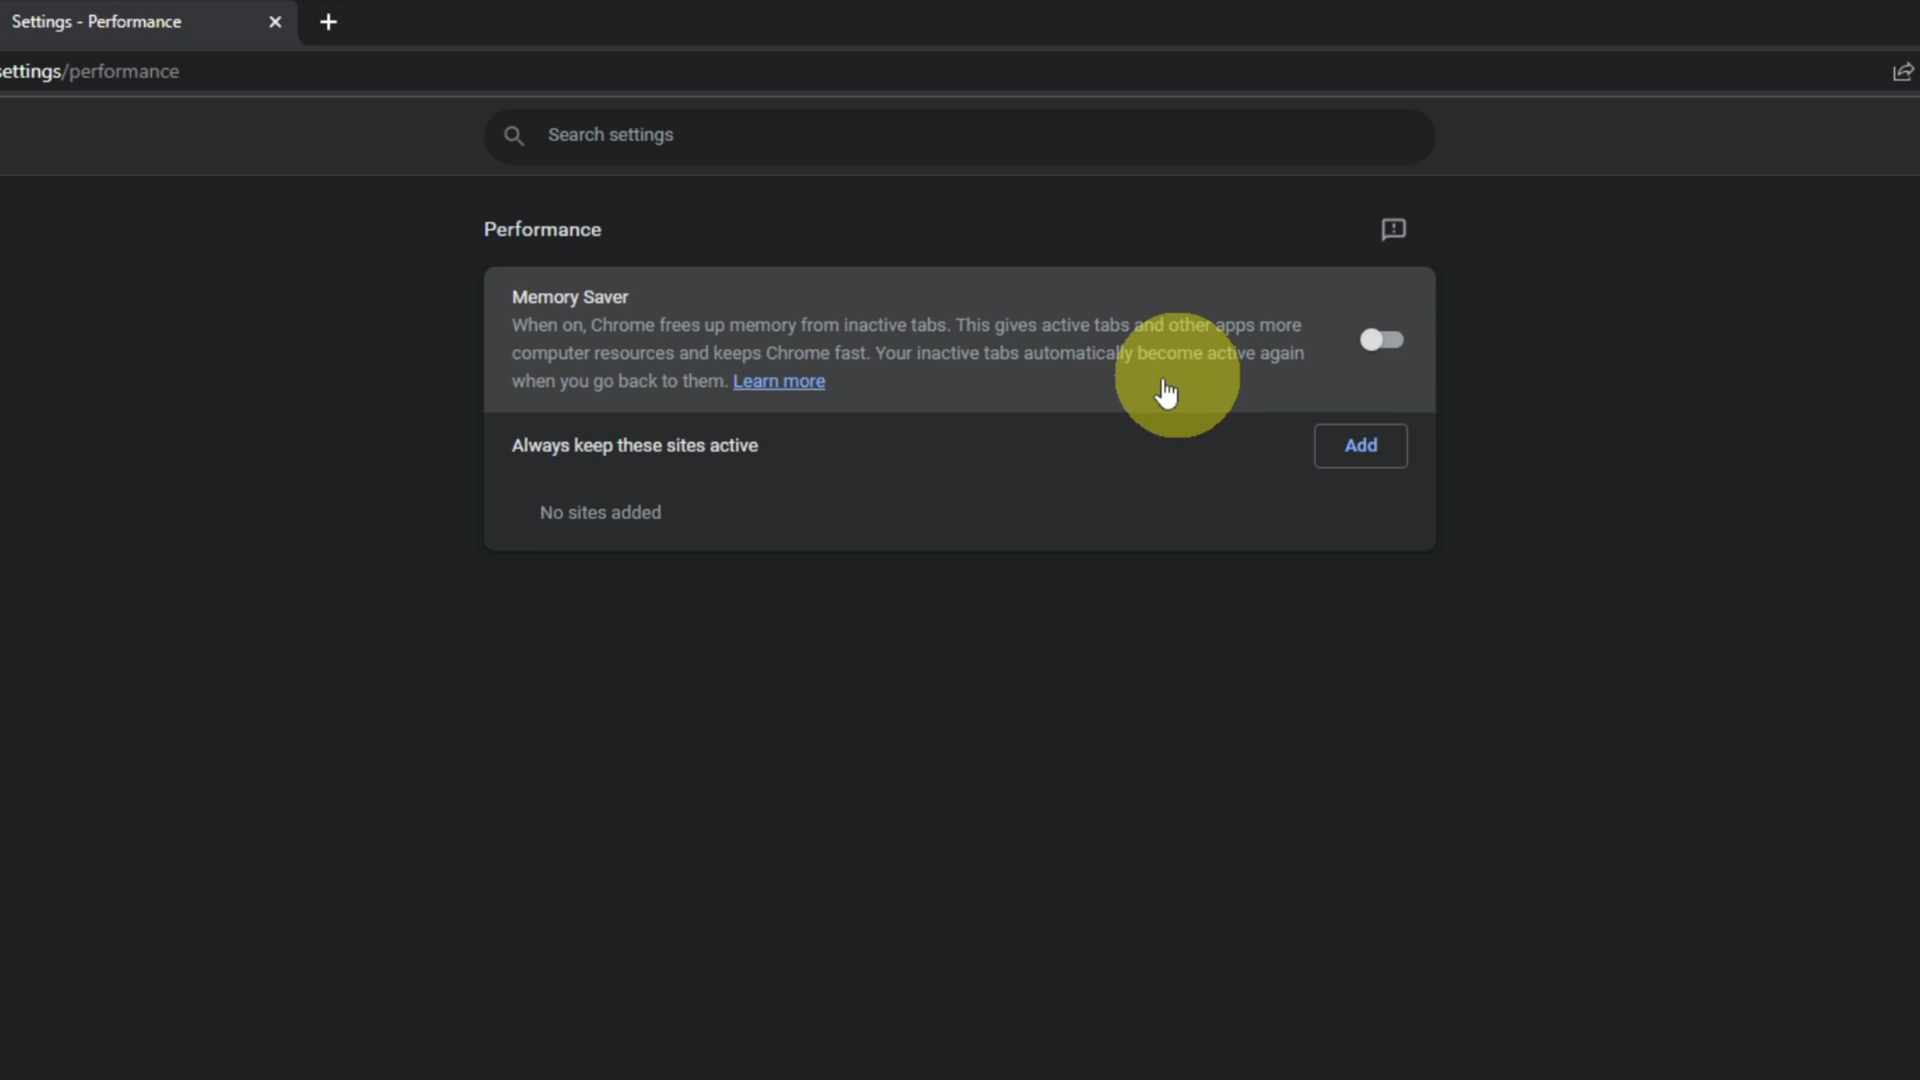 Settings - Performance
settings/performance
Search settings
Performance
Memory Saver
When on, Chrome frees up memory from inactive tabs. This gives active tabs and other apps more
computer resources and keeps Chrome fast. Your inactive tabs automatically become active again
when you go back to them. Learn more
Always keep these sites active
Add
No sites added